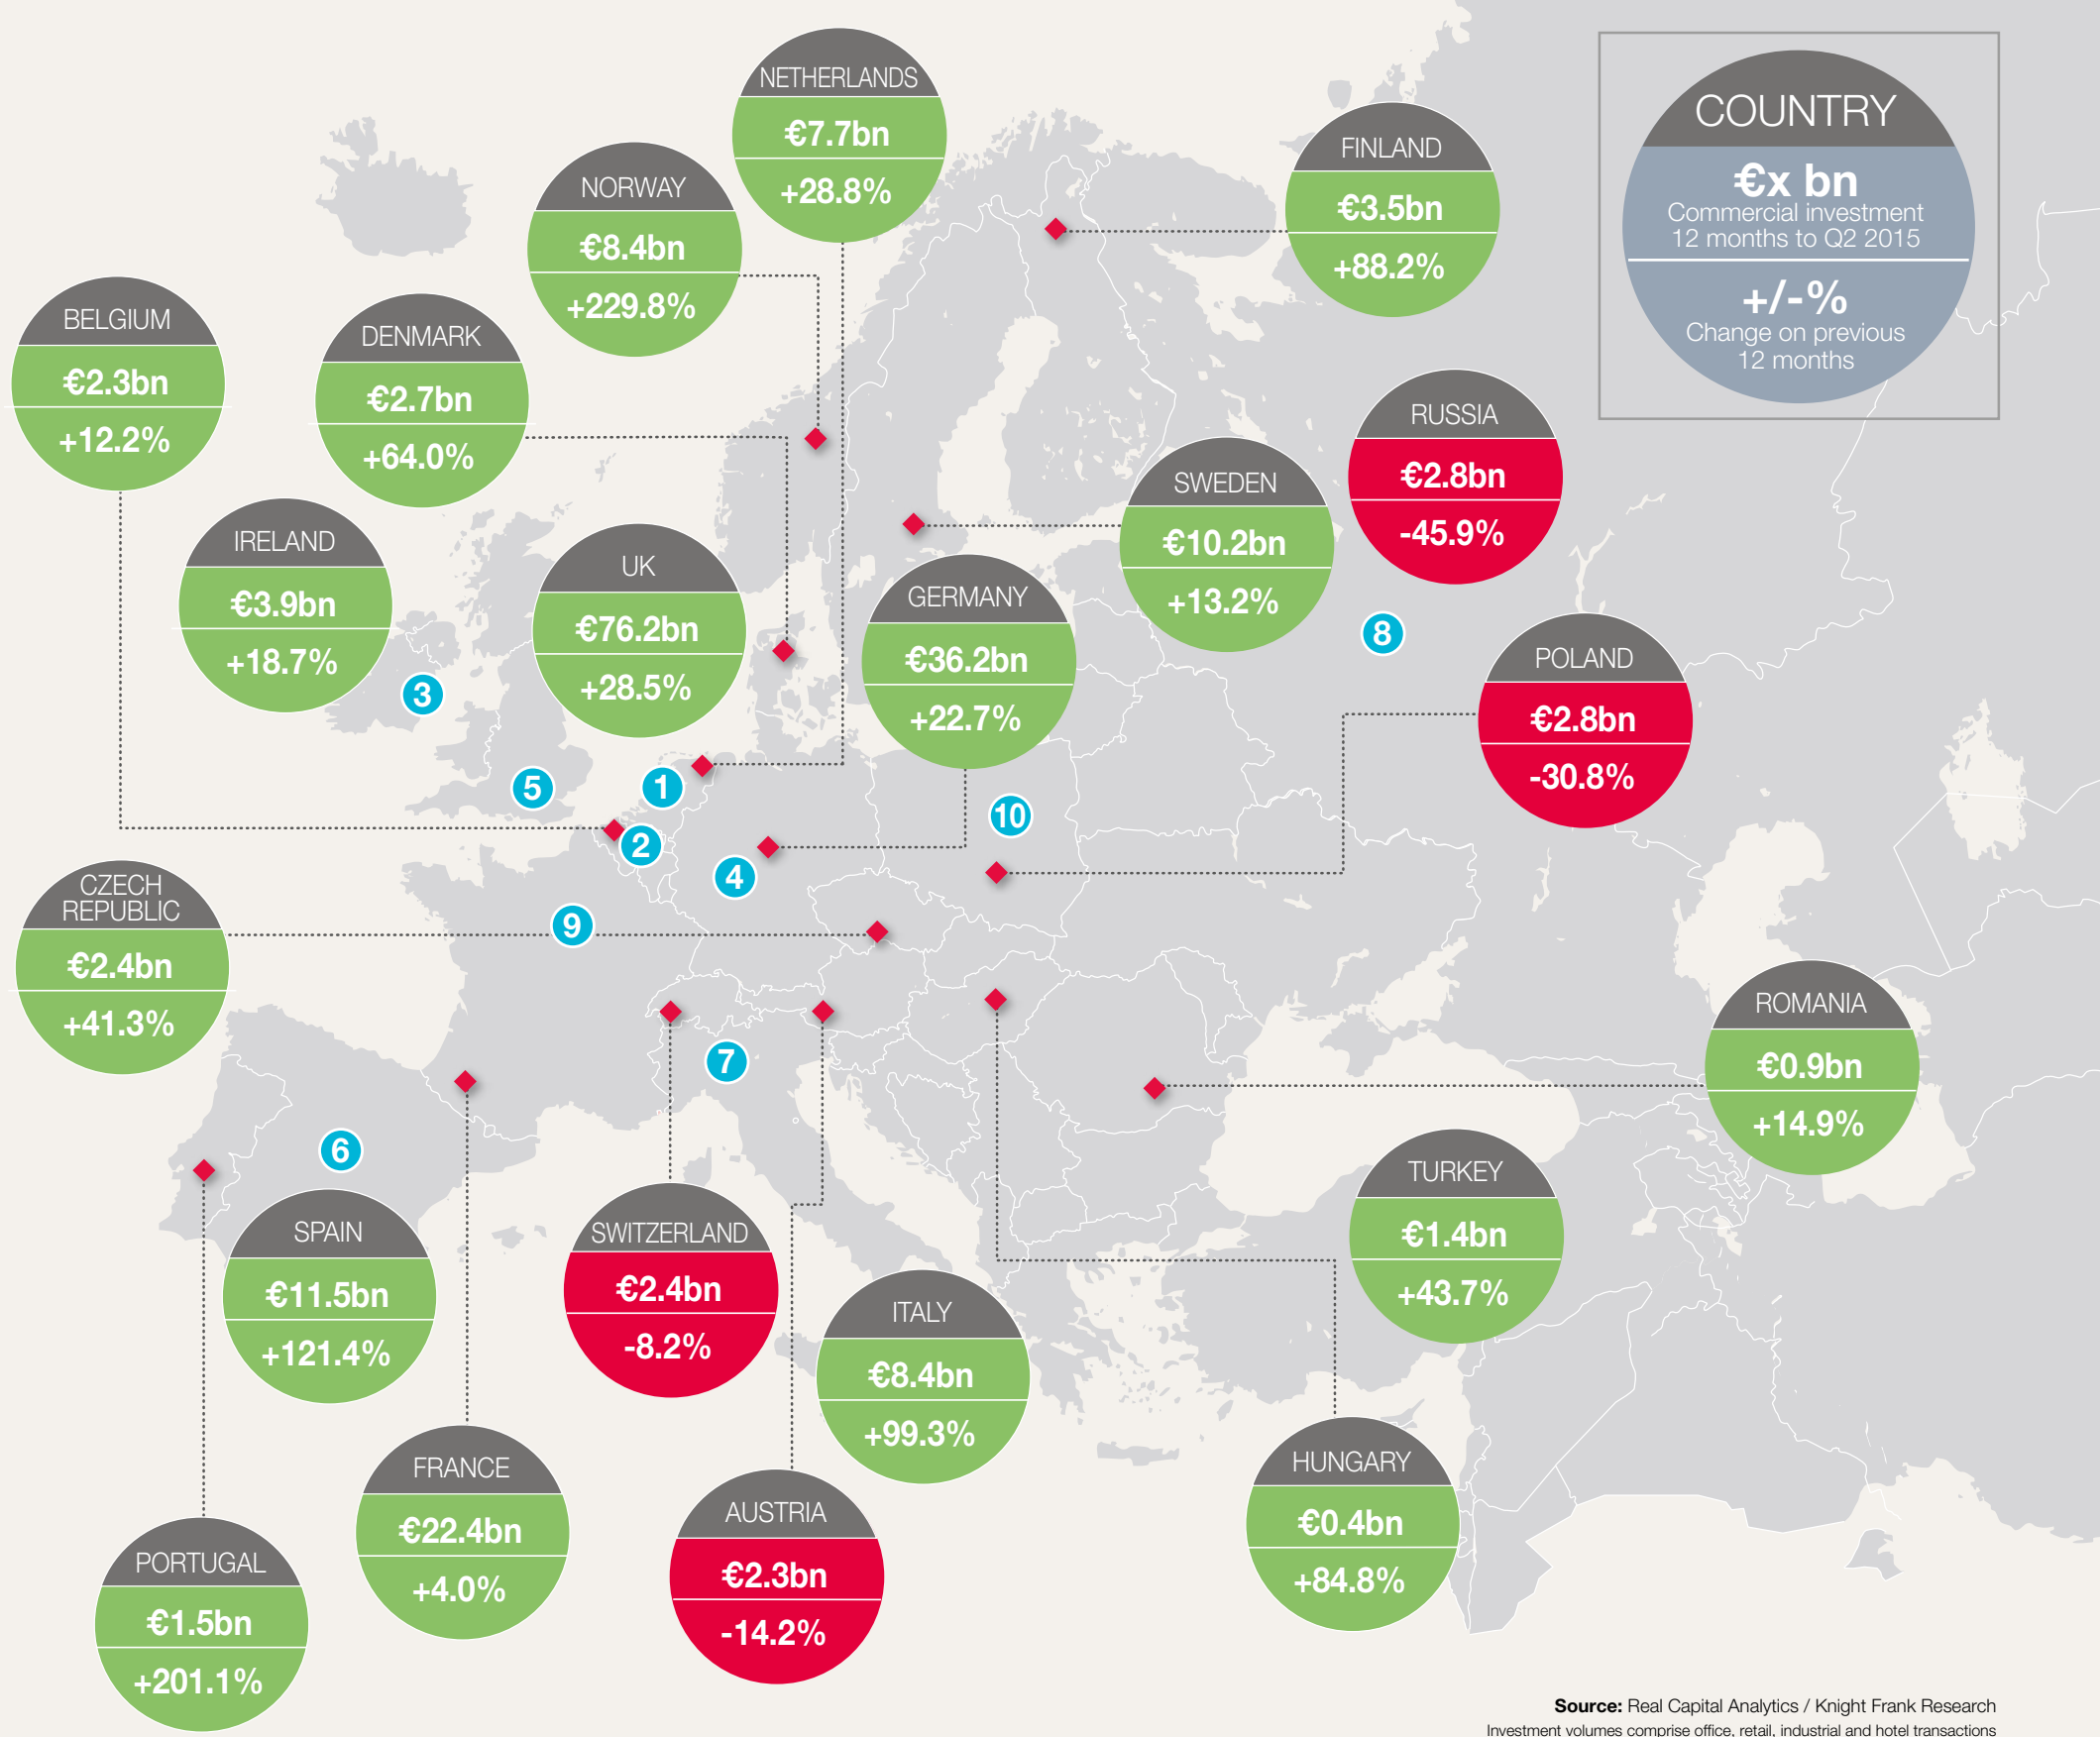 NETHERLANDS
€7.7bn
+28.8%
COUNTRY
€x bn
Commercial investment
12 months to Q2 2015
+/-%
Change on previous
12 months
FINLAND
€3.5bn
+88.2%
NORWAY
€8.4bn
+229.8%
BELGIUM
€2.3bn
+12.2%
DENMARK
€2.7bn
+64.0%
RUSSIA
€2.8bn
-45.9%
SWEDEN
€10.2bn
+13.2%
IRELAND
€3.9bn
+18.7%
UK
€76.2bn
+28.5%
GERMANY
€36.2bn
+22.7%
8
POLAND
€2.8bn
-30.8%
3
5
1
10
2
4
9
CZECH
REPUBLIC
€2.4bn
+41.3%
ROMANIA
€0.9bn
+14.9%
7
6
TURKEY
€1.4bn
+43.7%
SPAIN
€11.5bn
+121.4%
SWITZERLAND
€2.4bn
-8.2%
ITALY
€8.4bn
+99.3%
HUNGARY
€0.4bn
+84.8%
FRANCE
€22.4bn
+4.0%
AUSTRIA
€2.3bn
-14.2%
PORTUGAL
€1.5bn
+201.1%
Source: Real Capital Analytics / Knight Frank Research
Investment volumes comprise office, retail, industrial and hotel transactions